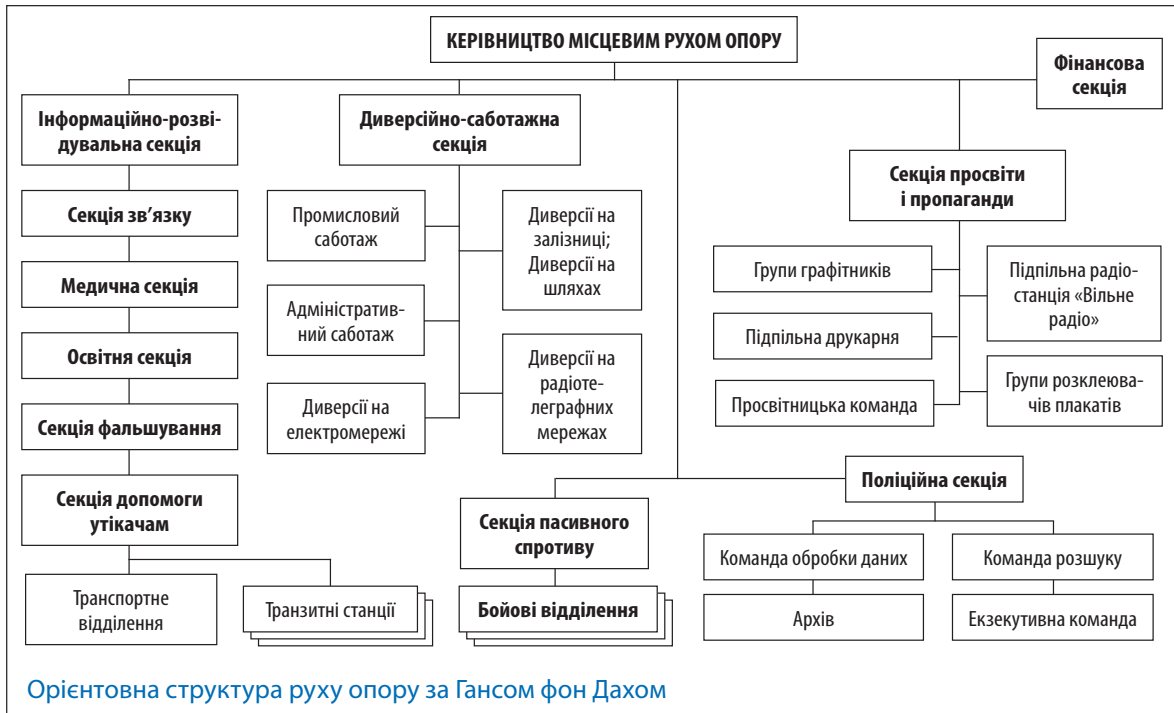 КЕРІВНИЦТВО МІСЦЕВИМ РУХОМ ОПОРУ
Фінансова
секція
Інформаційно-розві-
дувальна секція
Секція зв’язку
Медична секція
Освітня секція
Секція фальшування
Секція допомоги
утікачам
Транспортне
відділення
Транзитні станції
Диверсійно-саботажна
секція
Промисловий
саботаж
Адміністратив-
ний саботаж
Диверсії на
електромережі
Диверсії на
залізниці;
Диверсії на
шляхах
Диверсії на
радіоте-
леграфних
мережах
Секція просвіти
і пропаганди
Групи графітників
Підпільна друкарня
Просвітницька команда
Підпільна радіо-
станція «Вільне
радіо»
Групи розклеюва-
чів плакатів
Секція пасивного
спротиву
Бойові відділення
Поліційна секція
Команда обробки даних
Архів
Команда розшуку
Екзекутивна команда
Орієнтовна структура руху опору за Гансом фон Дахом